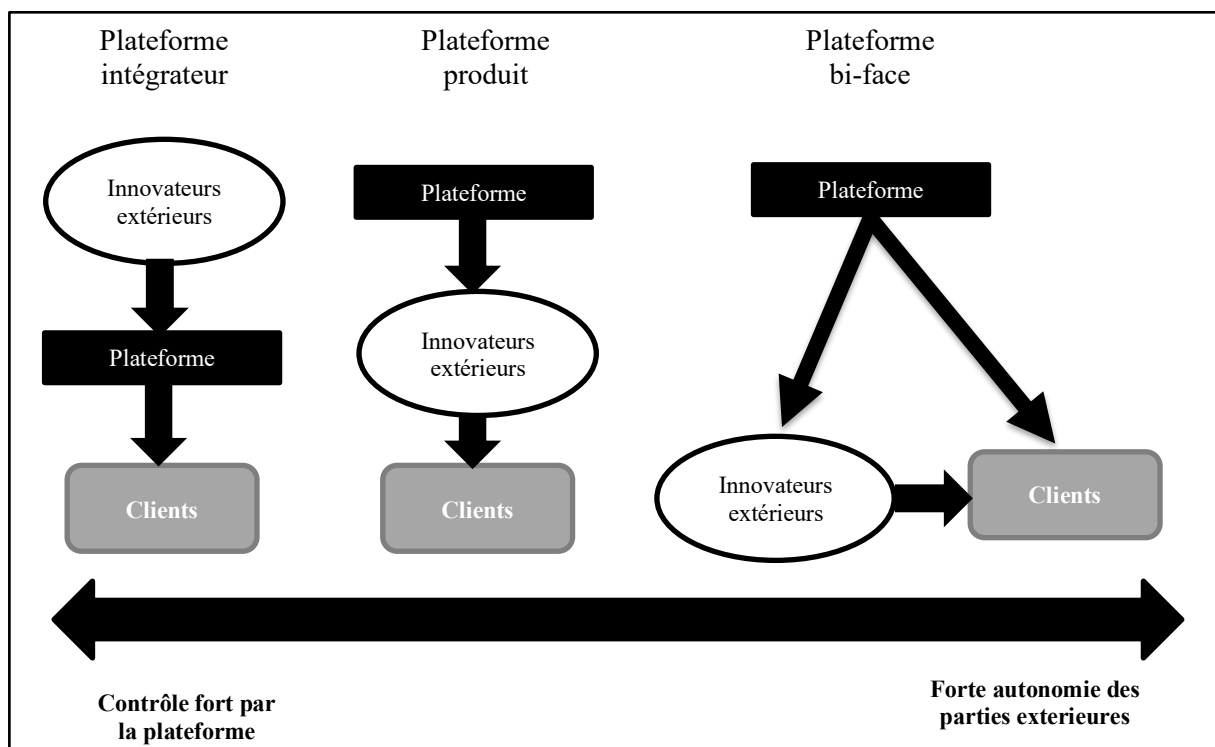 Plateforme
intégrateur
Plateforme
produit
Plateforme
bi-face
Innovateurs
extérieurs
Plateforme
Clients
Plateforme
Innovateurs
extérieurs
Clients
Plateforme
Innovateurs
extérieurs
Clients
Contrôle fort par
la plateforme
Forte autonomie des
parties exterieures